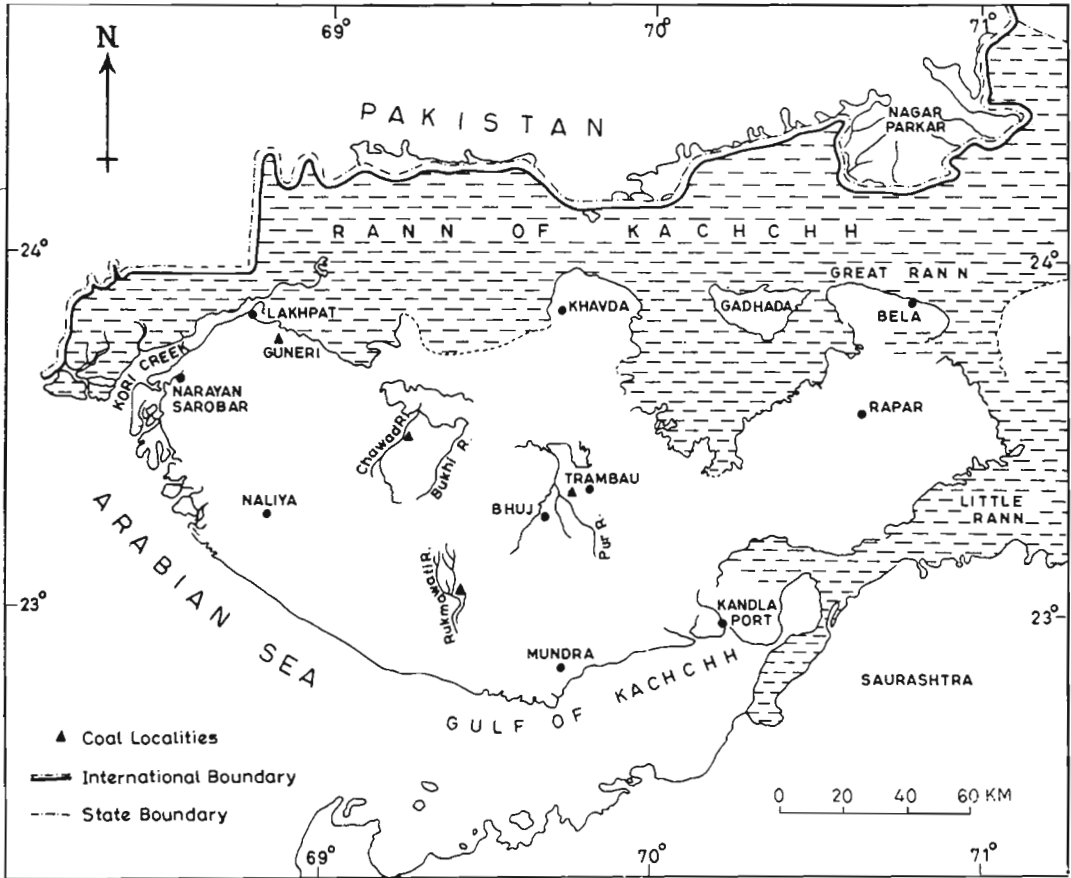 69°
70°
71°
N
PAKISTAN
NAGAR
PARKAR
RANN OF KACHCHH
24°
24°
GREAT RANN
LAKHPAT
KHAVDA
GADHADA
BELA
GUNERI
KORI CREEK
NARAYAN
SAROBAR
RAPAR
Chawad R.
Bukhi R.
TRAMBAU
NALIYA
BHUJ
Pur R.
LITTLE
RANN
ARABIAN SEA
Rukmawati R.
23°
KANDLA
PORT
23°
MUNDRA
SAURASHTRA
GULF OF KACHCHH
Coal Localities
International Boundary
State Boundary
0 20 40 60 KM
69°
70°
71°